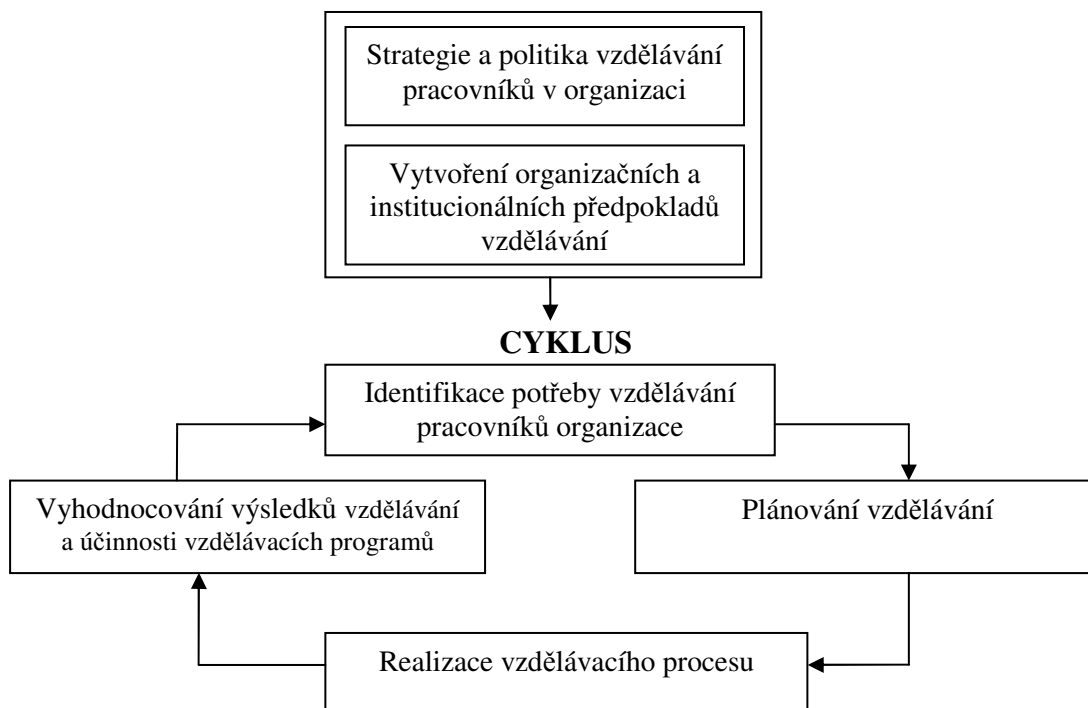 Strategie a politika vzdělávání
pracovníků v organizaci
Vytvoření organizačních a
institucionálních předpokladů
vzdělávání
CYKLUS
Identifikace potřeby vzdělávání
pracovníků organizace
Vyhodnocování výsledků vzdělávání
a účinnosti vzdělávacích programů
Plánování vzdělávání
Realizace vzdělávacího procesu